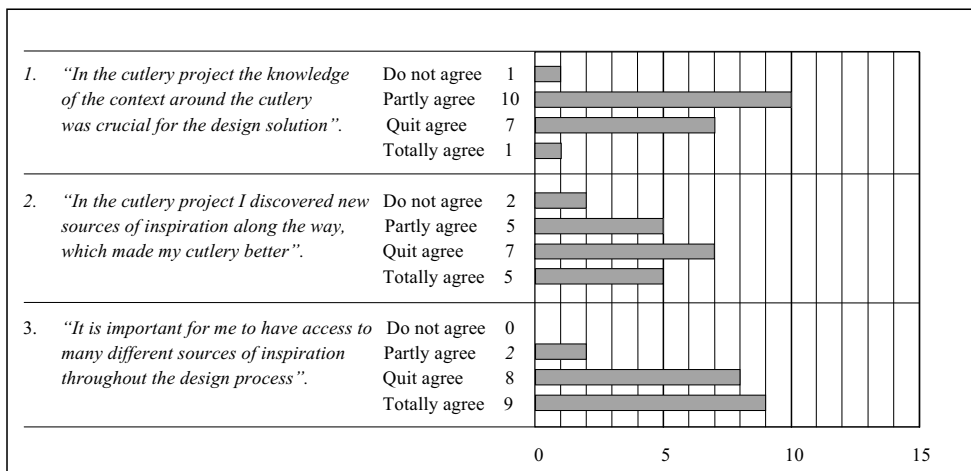 1. “In the cutlery project the knowledge Do not agree 1
of the context around the cutlery Partly agree 10
was crucial for the design solution”. Quit agree 7
Totally agree 1
2. “In the cutlery project I discovered new Do not agree 2
sources of inspiration along the way, Partly agree 5
which made my cutlery better”. Quit agree 7
Totally agree 5
3. “It is important for me to have access to Do not agree 0
many different sources of inspiration Partly agree 2
throughout the design process”. Quit agree 8
Totally agree 9
0 5 10 15